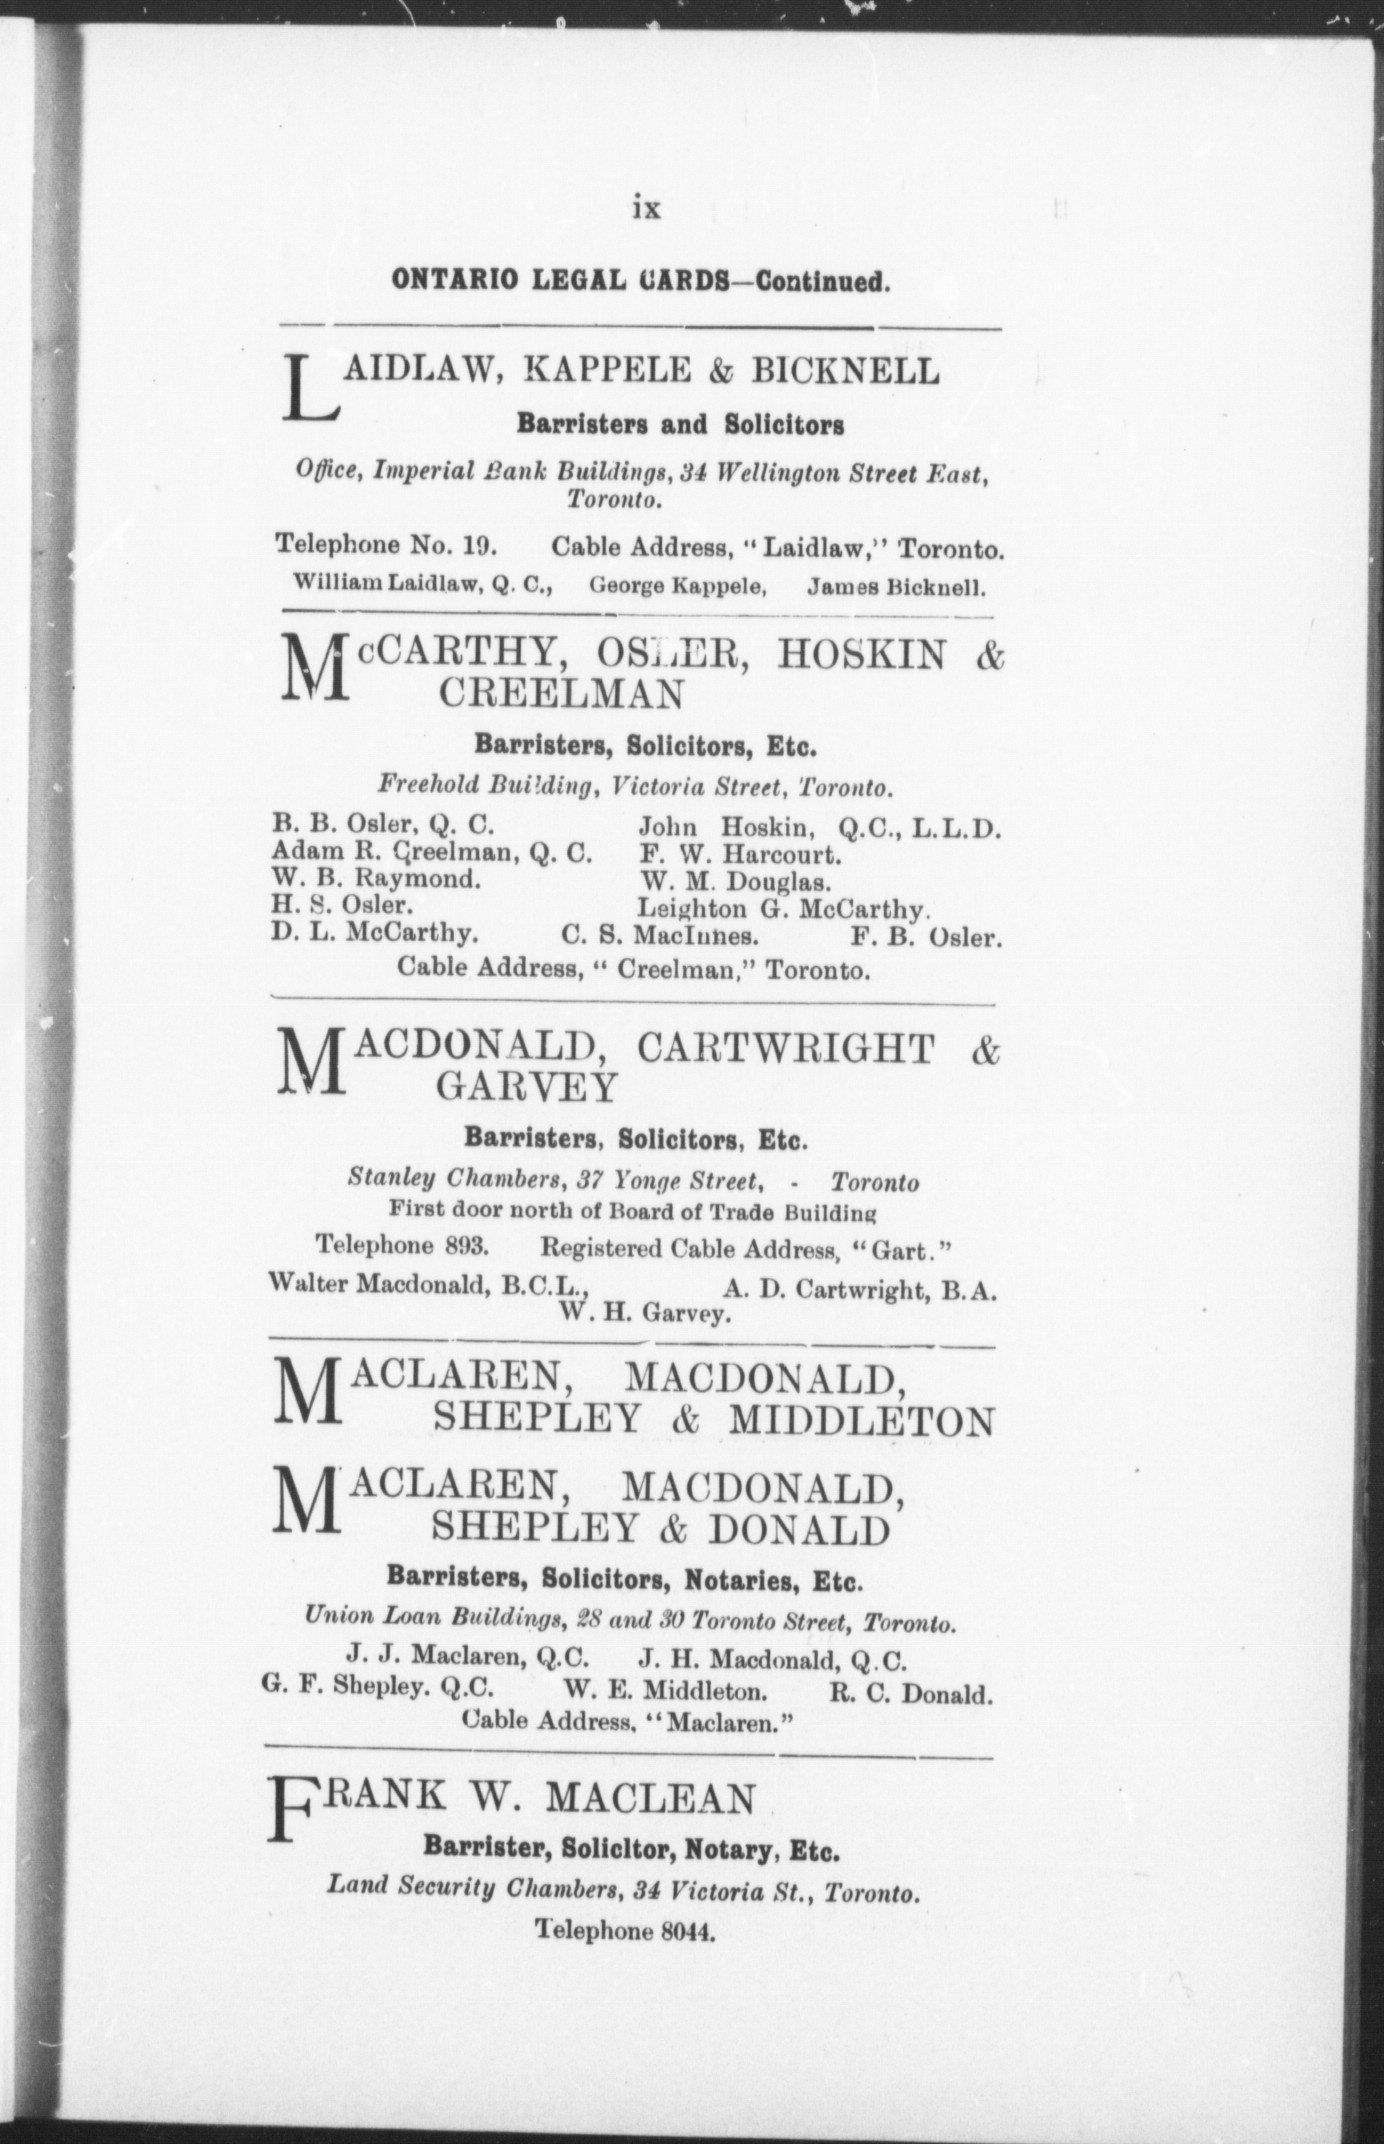 ix
ONTARIO LEGAL CARDS—Continued.
LAIDLAW, KAPPELE & BICKNELL
Barristers and Solicitors
Office, Imperial Bank Buildings, 34 Wellington Street East,
Toronto.
Telephone No. 19. Cable Address, "Laidlaw," Toronto.
William Laidlaw, Q. C., George Kappele, James Bicknell.
McCARTHY, OSLER, HOSKIN &
CREELMAN
Barristers, Solicitors, Etc.
Freehold Building, Victoria Street, Toronto.
B. B. Osler, Q. C. John Hoskin, Q.C., L.L.D.
Adam R. Creelman, Q. C. F. W. Harcourt.
W. B. Raymond. W. M. Douglas.
H. S. Osler. Leighton G. McCarthy.
D. L. McCarthy. C. S. MacInnes. F. B. Osler.
Cable Address, "Creelman," Toronto.
MACDONALD, CARTWRIGHT &
GARVEY
Barristers, Solicitors, Etc.
Stanley Chambers, 37 Yonge Street, - Toronto
First door north of Board of Trade Building
Telephone 893. Registered Cable Address, "Gart."
Walter Macdonald, B.C.L., A. D. Cartwright, B.A.
W. H. Garvey.
MACLAREN, MACDONALD,
SHEPLEY & MIDDLETON
MACLAREN, MACDONALD,
SHEPLEY & DONALD
Barristers, Solicitors, Notaries, Etc.
Union Loan Buildings, 28 and 30 Toronto Street, Toronto.
J. J. Maclaren, Q.C. J. H. Macdonald, Q.C.
G. F. Shepley. Q.C. W. E. Middleton. R. C. Donald.
Cable Address. "Maclaren."
FRANK W. MACLEAN
Barrister, Solicitor, Notary, Etc.
Land Security Chambers, 34 Victoria St., Toronto.
Telephone 8044.